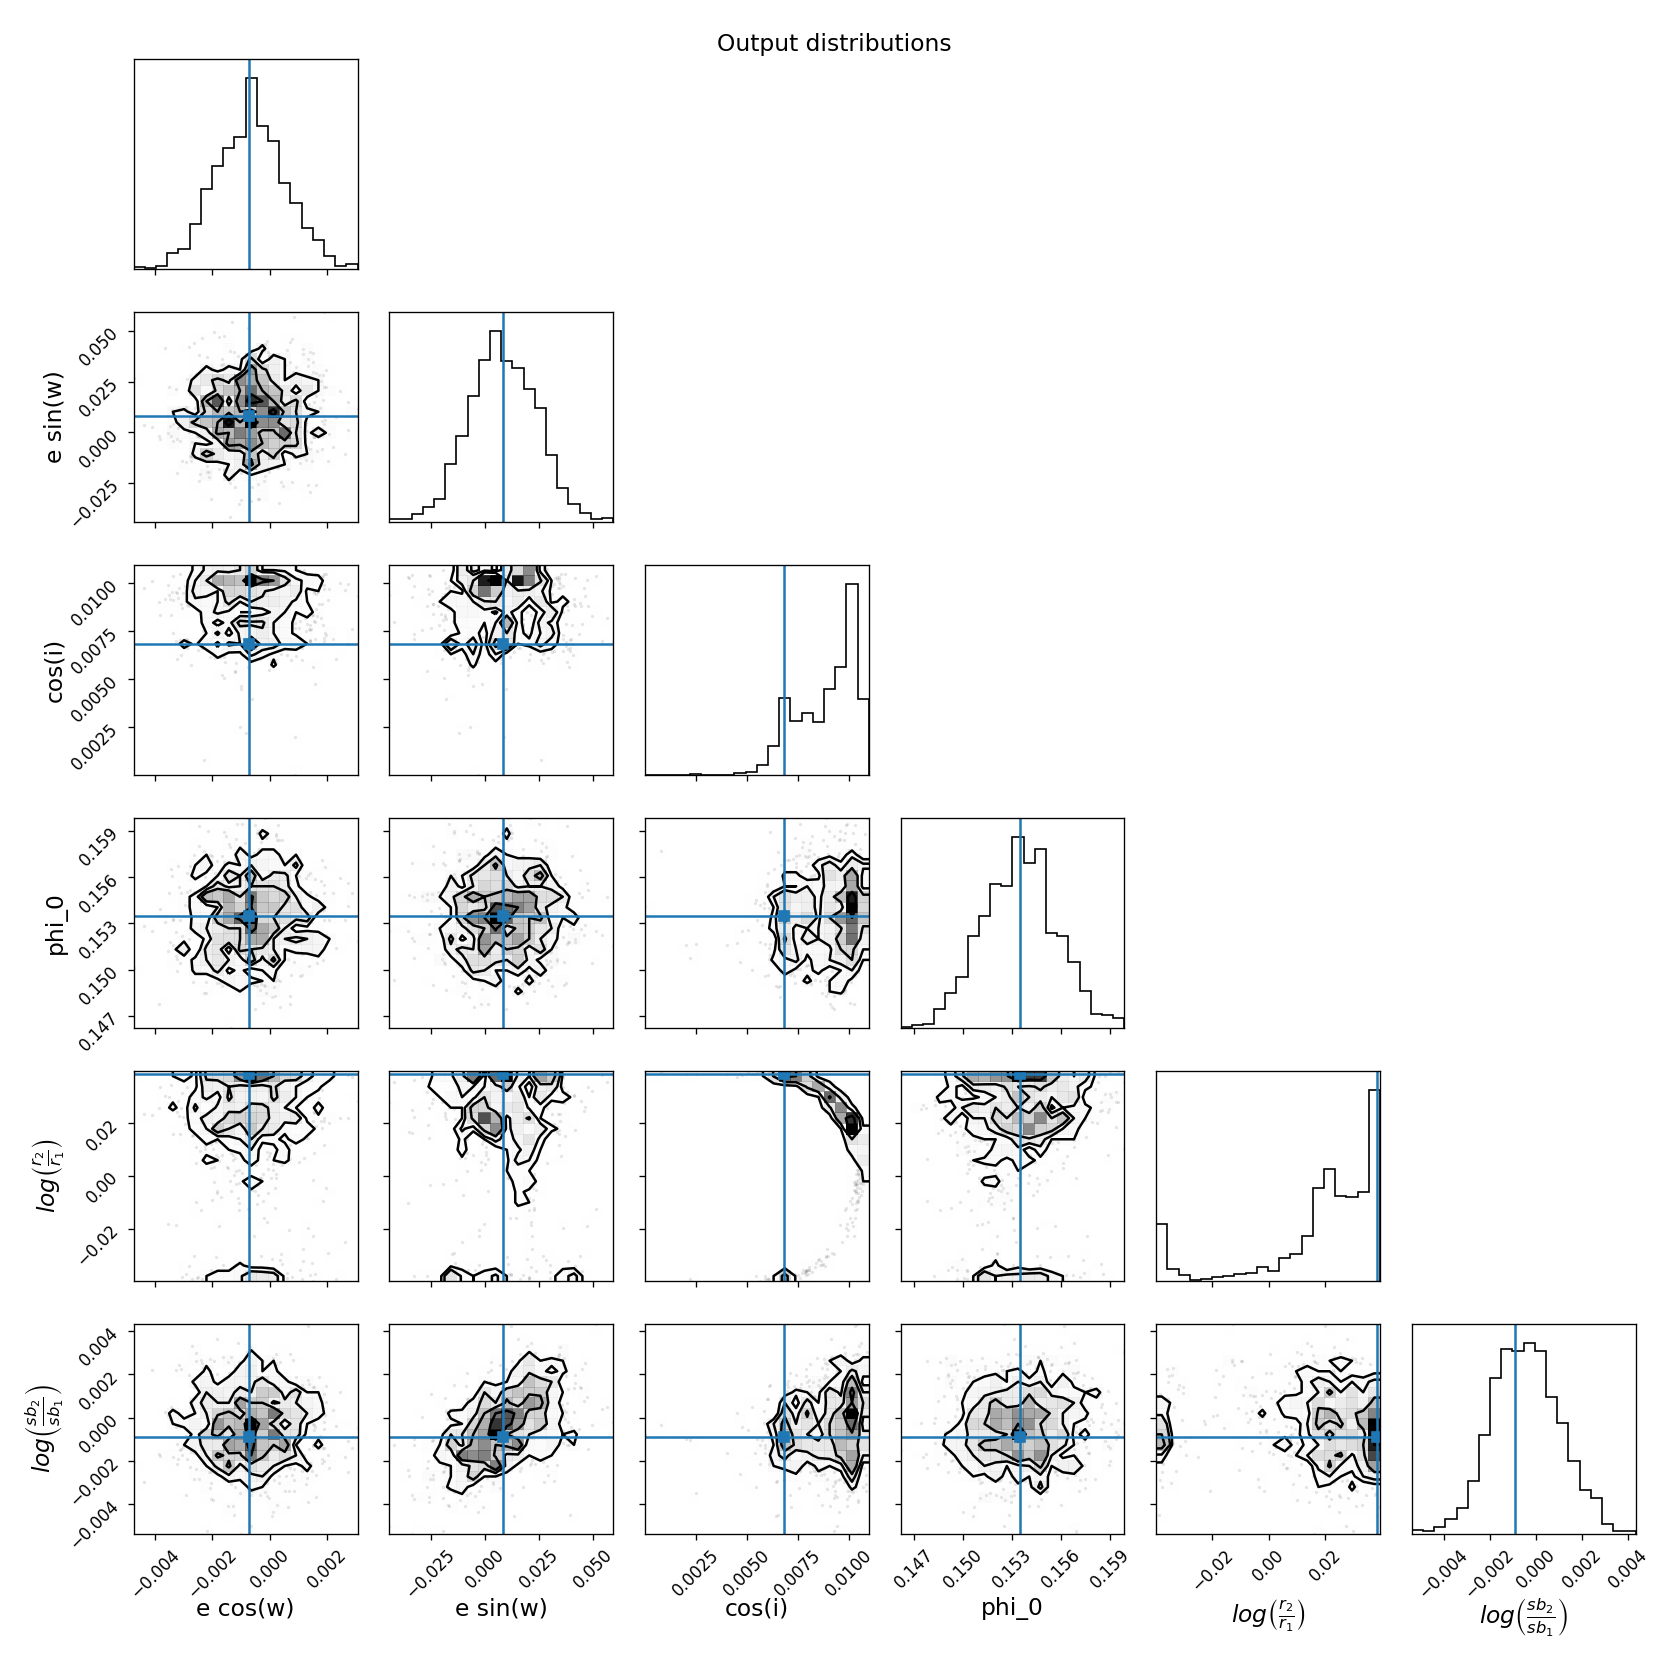 Output distributions
e sin(w)
0.050
0.025
0.000
−0.025
cos(i)
0.0100
0.0075
0.0050
0.0025
phi_0
0.159
0.156
0.153
0.150
0.147
log(r₂/r₁)
0.02
0.00
−0.02
log(sb₂/sb₁)
0.004
0.002
0.000
−0.002
−0.004
−0.004 −0.002 0.000 0.002
e cos(w)
−0.025 0.000 0.025 0.050
e sin(w)
0.0025 0.0050 0.0075 0.0100
cos(i)
0.147 0.150 0.153 0.156 0.159
phi_0
−0.02 0.00 0.02
log(r₂/r₁)
−0.004 −0.002 0.000 0.002 0.004
log(sb₂/sb₁)